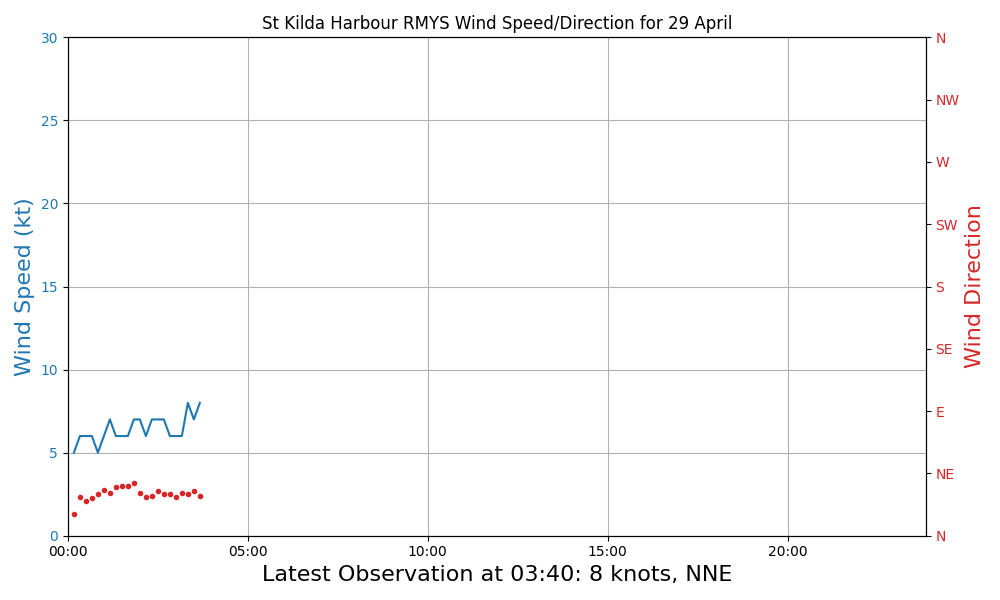 St Kilda Harbour RMYS Wind Speed/Direction for 29 April
Wind Speed (kt)
30
25
20
15
10
5
0
00:00 05:00 10:00 15:00 20:00
N
NW
W
SW
S
SE
E
NE
N
Wind Direction
Latest Observation at 03:40: 8 knots, NNE